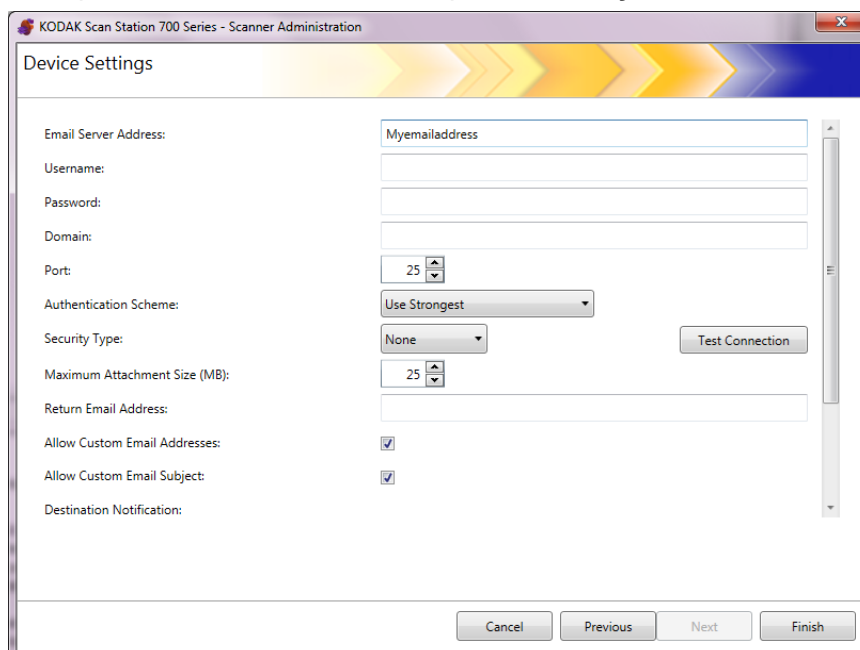 KODAK Scan Station 700 Series - Scanner Administration
Device Settings
Email Server Address: Myemailaddress
Username:
Password:
Domain:
Port: 25
Authentication Scheme: Use Strongest
Security Type: None Test Connection
Maximum Attachment Size (MB): 25
Return Email Address:
Allow Custom Email Addresses:
Allow Custom Email Subject:
Destination Notification:
Cancel Previous Next Finish